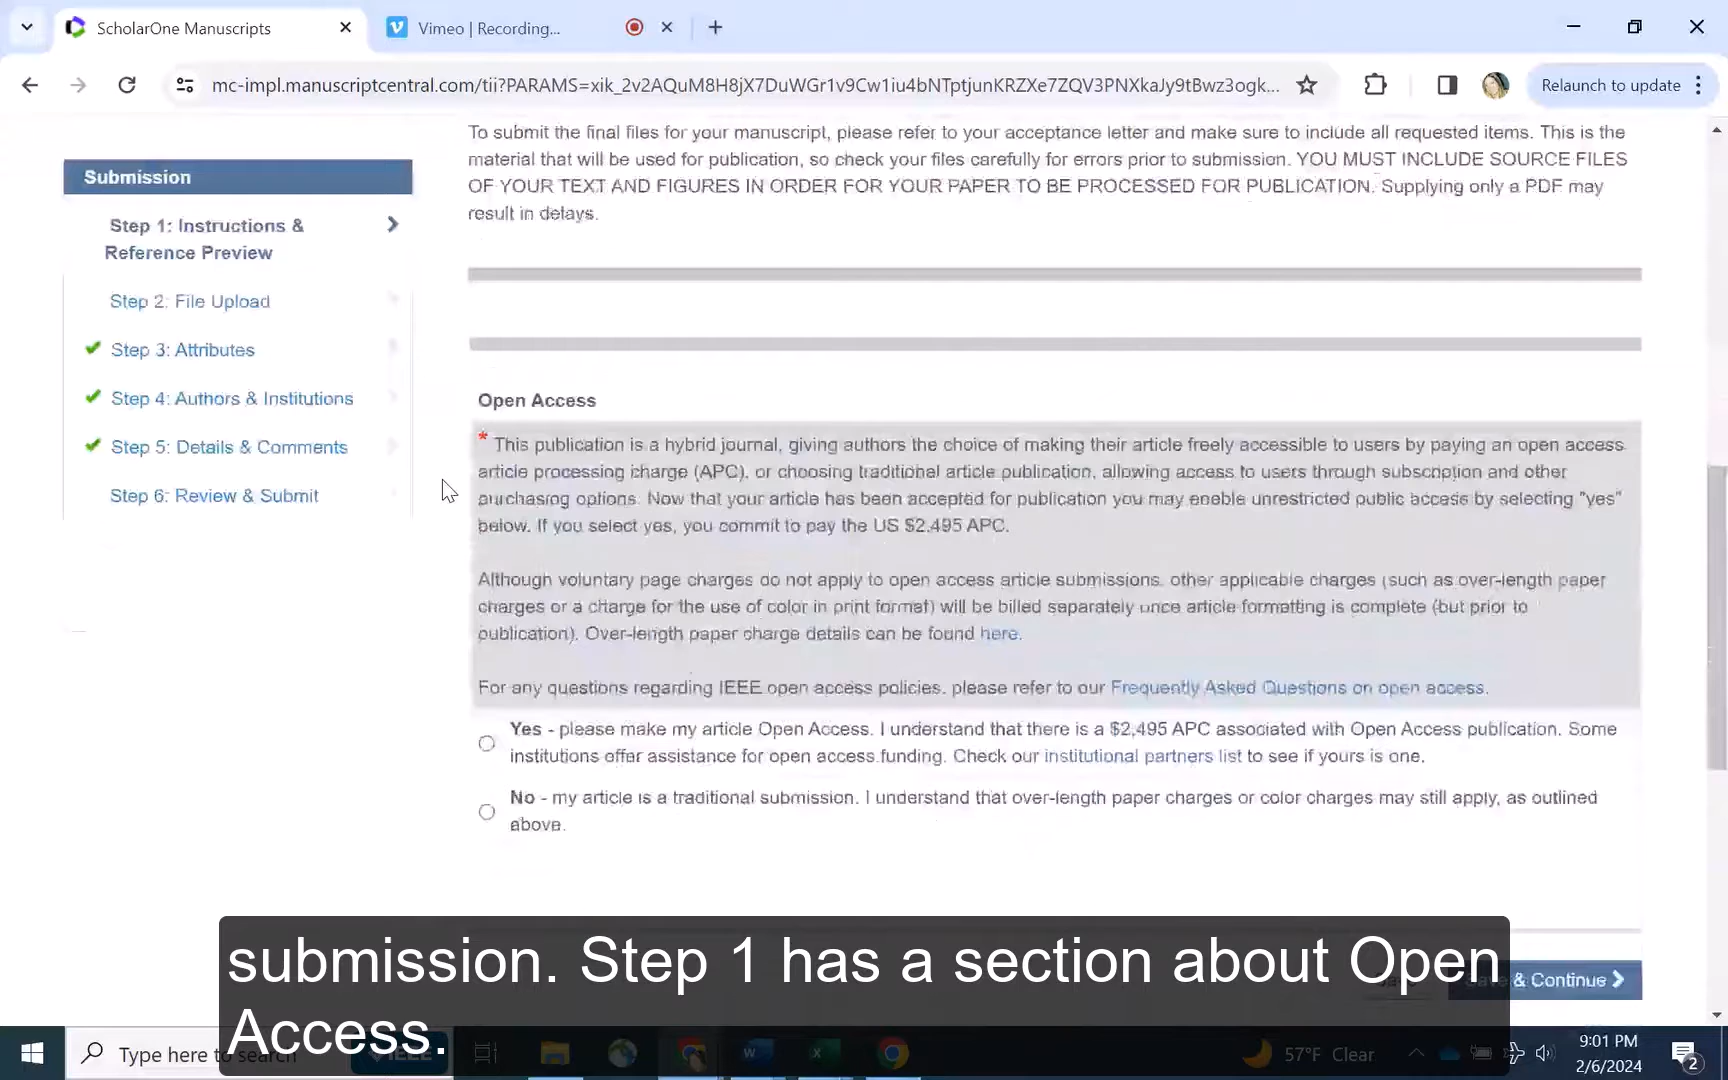 ScholarOne Manuscripts
Vimeo | Recording...
mc-impl.manuscriptcentral.com/tii?PARAMS=xik_2v2AQuM8H8jX7DuWGr1v9Cw1iu4bNTptjunKRZXe7ZQV3PNXkaJy9tBwz3ogk...
Relaunch to update
To submit the final files for your manuscript, please refer to your acceptance letter and make sure to include all requested items. This is the
material that will be used for publication, so check your files carefully for errors prior to submission. YOU MUST INCLUDE SOURCE FILES
OF YOUR TEXT AND FIGURES IN ORDER FOR YOUR PAPER TO BE PROCESSED FOR PUBLICATION. Supplying only a PDF may
result in delays.
Submission
Step 1: Instructions &
Reference Preview
Step 2: File Upload
Step 3: Attributes
Step 4: Authors & Institutions
Step 5: Details & Comments
Step 6: Review & Submit
Open Access
* This publication is a hybrid journal, giving authors the choice of making their article freely accessible to users by paying an open access
article processing charge (APC), or choosing traditional article publication, allowing access to users through subscription and other
purchasing options. Now that your article has been accepted for publication you may enable unrestricted public access by selecting "yes"
below. If you select yes, you commit to pay the US $2,495 APC.
Although voluntary page charges do not apply to open access article submissions, other applicable charges (such as over-length paper
charges or a charge for the use of color in print format) will be billed separately once article formatting is complete (but prior to
publication). Over-length paper charge details can be found here.
For any questions regarding IEEE open access policies, please refer to our Frequently Asked Questions on open access.
Yes - please make my article Open Access. I understand that there is a $2,495 APC associated with Open Access publication. Some
institutions offer assistance for open access funding. Check our institutional partners list to see if yours is one.
No - my article is a traditional submission. I understand that over-length paper charges or color charges may still apply, as outlined
above.
Save & Continue
submission. Step 1 has a section about Open
Access.
Type here to search
57°F Clear
9:01 PM
2/6/2024
2